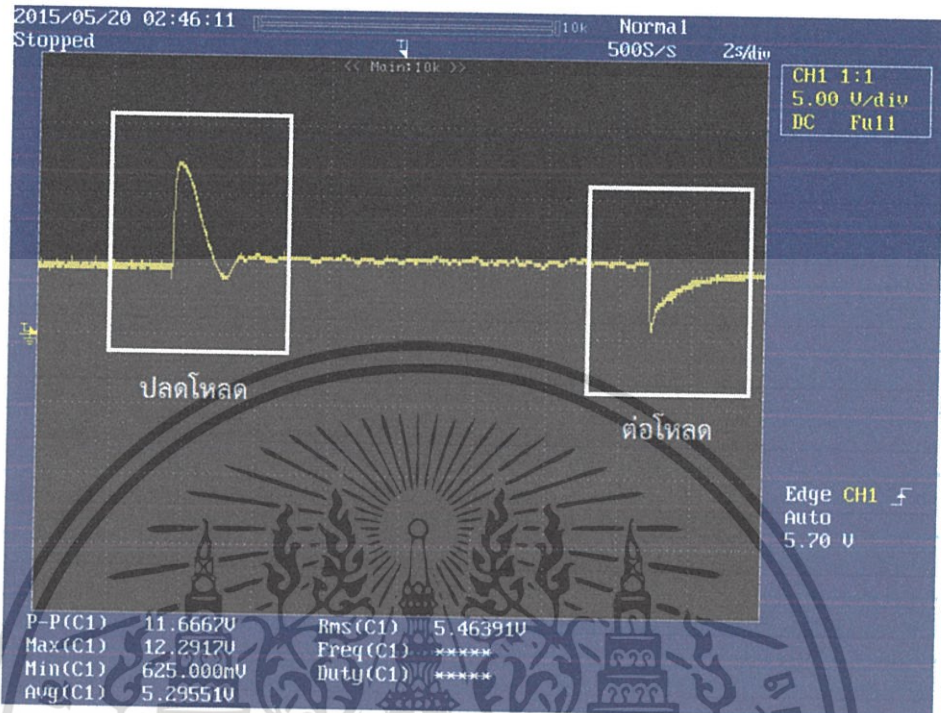 2015/05/20 02:46:11
Stopped
10k
Normal
500S/s 2s/div
<< Main:10k >>
CH1 1:1
5.00 V/div
DC Full
ปลดโหลด
ต่อโหลด
Edge CH1
Auto
5.70 V
P-P(C1) 11.6667V
Max(C1) 12.2917V
Min(C1) 625.000mV
Avg(C1) 5.29551V
Rms(C1) 5.46391V
Freq(C1) *****
Duty(C1) *****